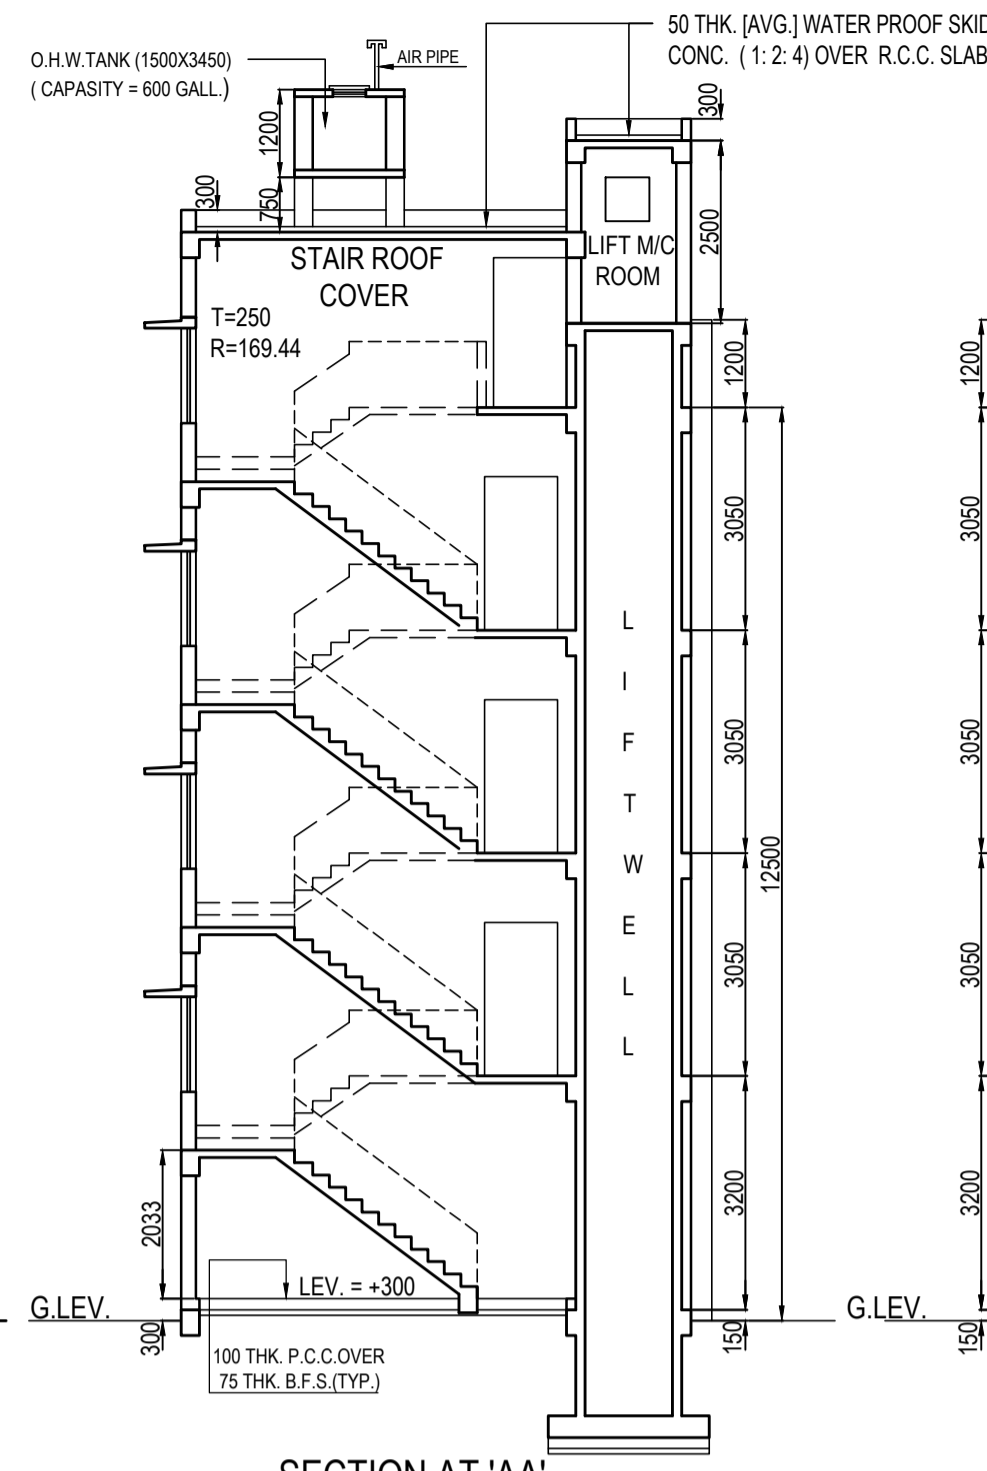 50 THK. [AVG.] WATER PROOF SKID
CONC. ( 1: 2: 4) OVER R.C.C. SLAB
O.H.W.TANK (1500X3450)
( CAPASITY = 600 GALL.)
AIR PIPE
300
1200
750
300
2500
LIFT M/C
ROOM
STAIR ROOF
COVER
T=250
R=169.44
1200
1200
3050
3050
3050
3050
12500
3050
3050
3200
3200
L
I
F
T
W
E
L
L
2033
LEV. = +300
G.LEV.
G.LEV.
300
150
150
100 THK. P.C.C.OVER
75 THK. B.F.S.(TYP.)
SECTION AT 'AA'